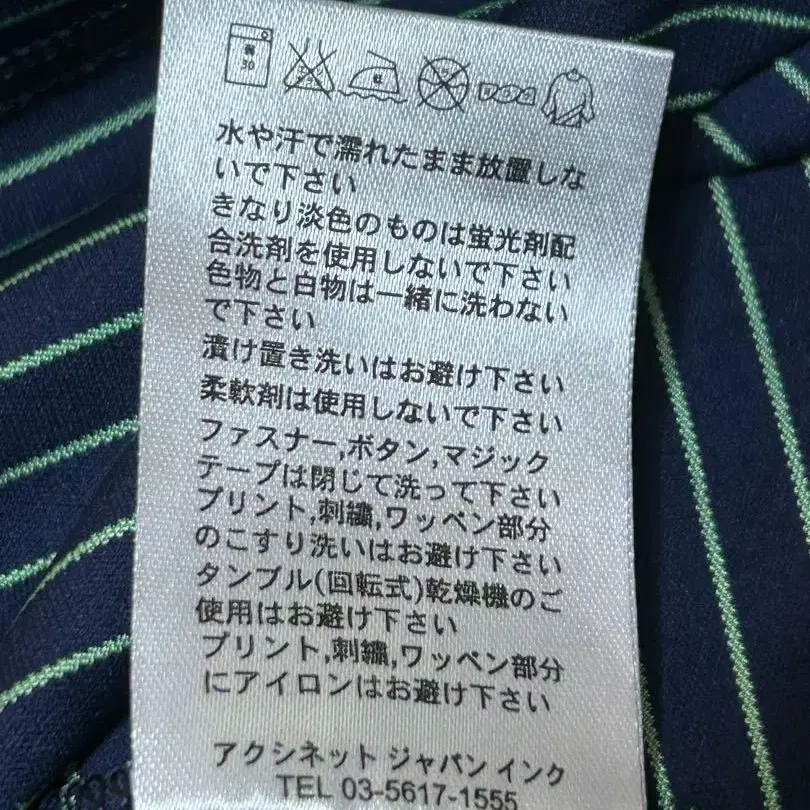 水や汗で濡れたまま放置しな
いで下さい
きなり淡色のものは蛍光剤配
合洗剤を使用しないで下さい
色物と白物は一緒に洗わない
で下さい
漬け置き洗いはお避け下さい
柔軟剤は使用しないで下さい
ファスナー,ボタン,マジック
テープは閉じて洗って下さい
プリント,刺繍,ワッペン部分
のこすり洗いはお避け下さい
タンブル(回転式)乾燥機のご
使用はお避け下さい
プリント,刺繍,ワッペン部分
にアイロンはお避け下さい
アクシネット ジャパン インク
TEL 03-5617-1555